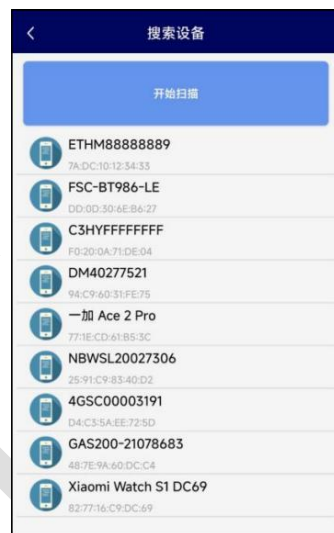 搜索设备
开始扫描
ETHM88888889
7A:DC:10:12:34:33
FSC-BT986-LE
DD:0D:30:6E:B6:27
C3HYFFFFFFFF
F0:20:0A:71:DE:04
DM40277521
94:C9:60:31:FE:75
一加 Ace 2 Pro
77:1E:CD:61:B5:3C
NBWSL20027306
25:91:C9:83:40:D2
4GSC00003191
D4:C3:5A:EE:72:5D
GAS200-21078683
48:7E:9A:60:DC:C4
Xiaomi Watch S1 DC69
82:77:16:C9:DC:69